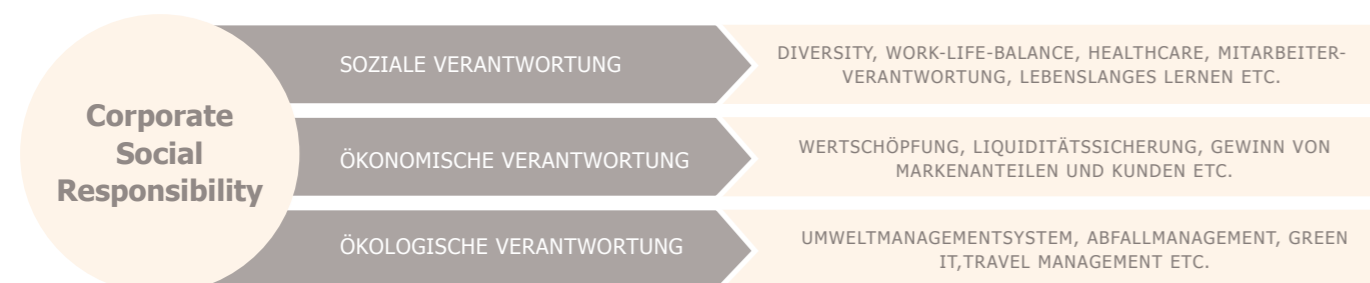 Corporate
Social
Responsibility
SOZIALE VERANTWORTUNG
DIVERSITY, WORK-LIFE-BALANCE, HEALTHCARE, MITARBEITER-
VERANTWORTUNG, LEBENSLANGES LERNEN ETC.
ÖKONOMISCHE VERANTWORTUNG
WERTSCHÖPFUNG, LIQUIDITÄTSSICHERUNG, GEWINN VON
MARKENANTEILEN UND KUNDEN ETC.
ÖKOLOGISCHE VERANTWORTUNG
UMWELTMANAGEMENTSYSTEM, ABFALLMANAGEMENT, GREEN
IT,TRAVEL MANAGEMENT ETC.